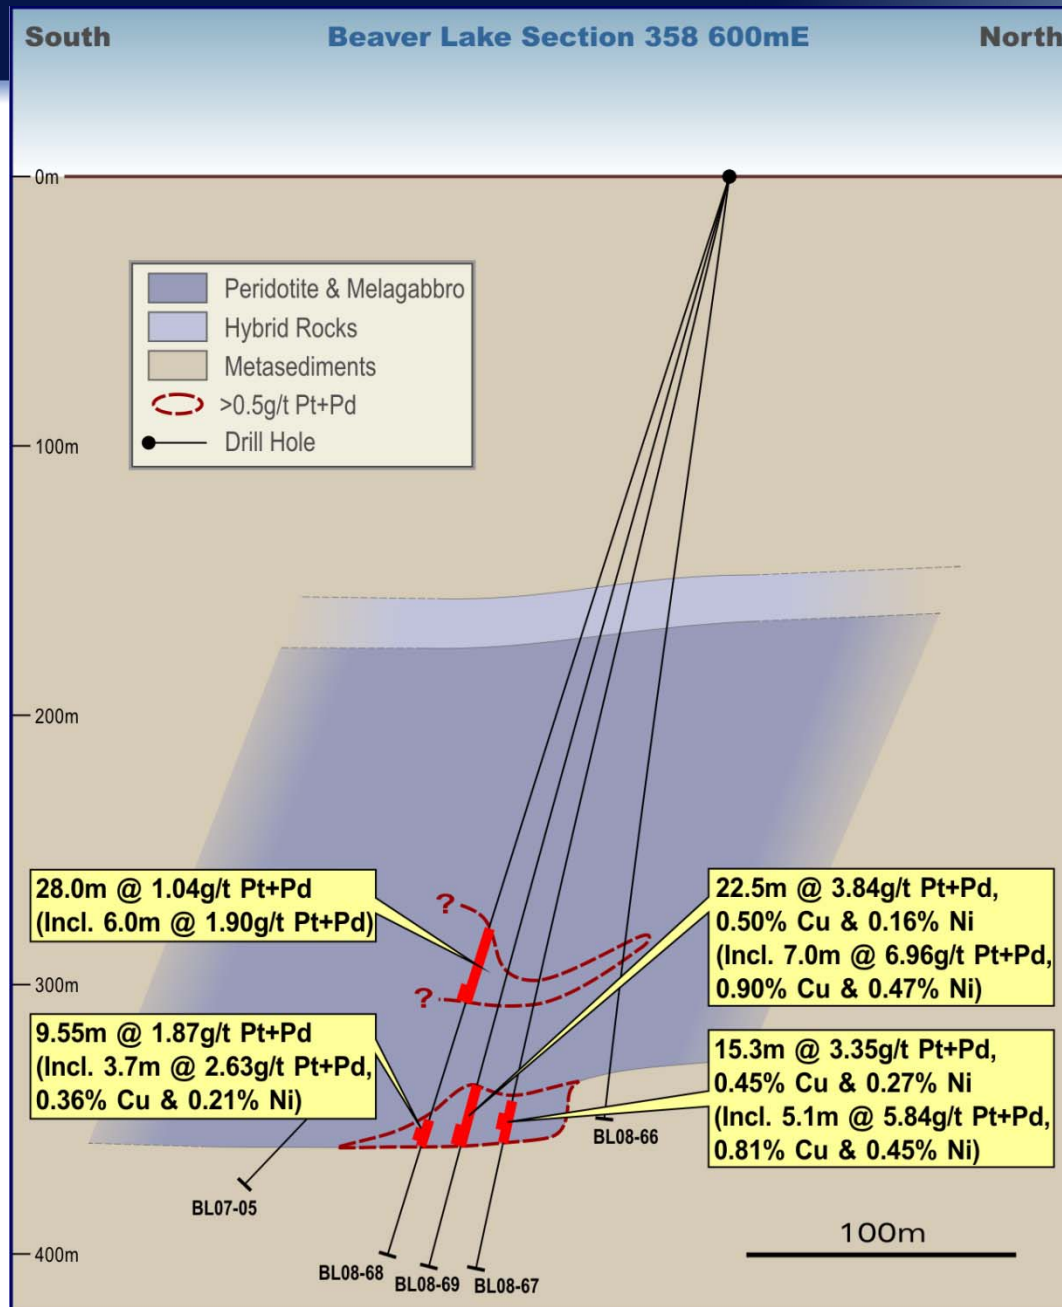 South
Beaver Lake Section 358 600mE
North
0m
Peridotite & Melagabbro
Hybrid Rocks
Metasediments
>0.5g/t Pt+Pd
Drill Hole
100m
200m
28.0m @ 1.04g/t Pt+Pd
(Incl. 6.0m @ 1.90g/t Pt+Pd)
?
22.5m @ 3.84g/t Pt+Pd,
0.50% Cu & 0.16% Ni
(Incl. 7.0m @ 6.96g/t Pt+Pd,
0.90% Cu & 0.47% Ni)
300m
?
9.55m @ 1.87g/t Pt+Pd
(Incl. 3.7m @ 2.63g/t Pt+Pd,
0.36% Cu & 0.21% Ni)
15.3m @ 3.35g/t Pt+Pd,
0.45% Cu & 0.27% Ni
(Incl. 5.1m @ 5.84g/t Pt+Pd,
0.81% Cu & 0.45% Ni)
BL08-66
BL07-05
100m
400m
BL08-68
BL08-69
BL08-67